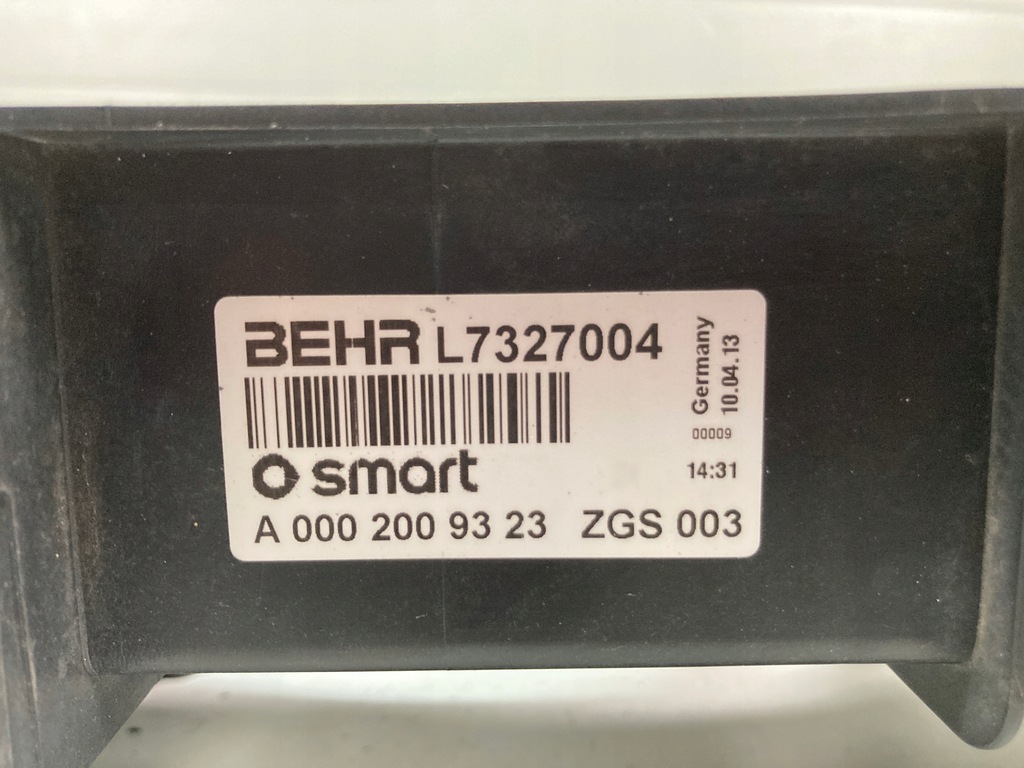 BEHR L7327004
smart
A 000 200 93 23 ZGS 003
Germany
10.04.13
00009
14:31